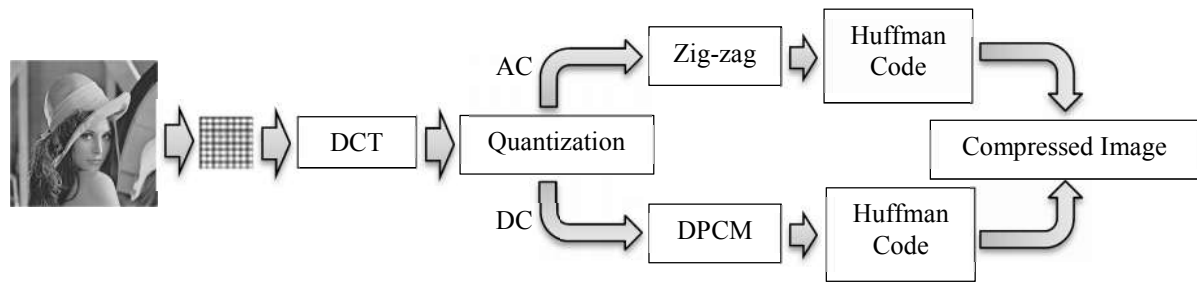 AC
Zig-zag
Huffman
Code
DCT
Quantization
Compressed Image
DC
DPCM
Huffman
Code